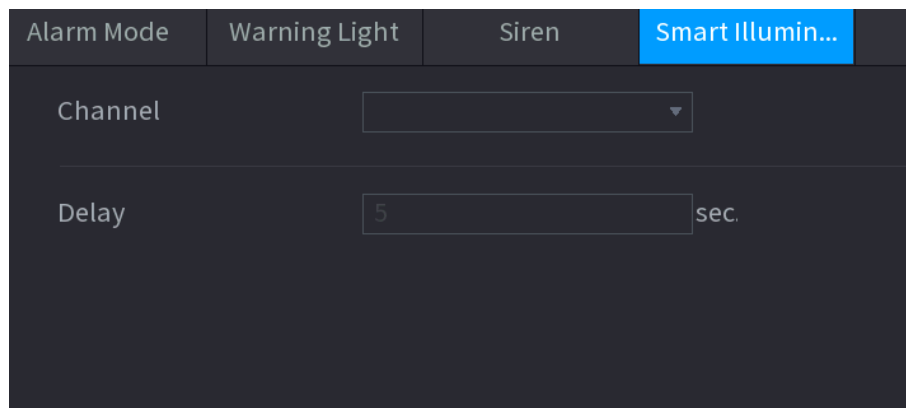 Alarm Mode Warning Light Siren Smart Illumin...
Channel
Delay 5 sec.